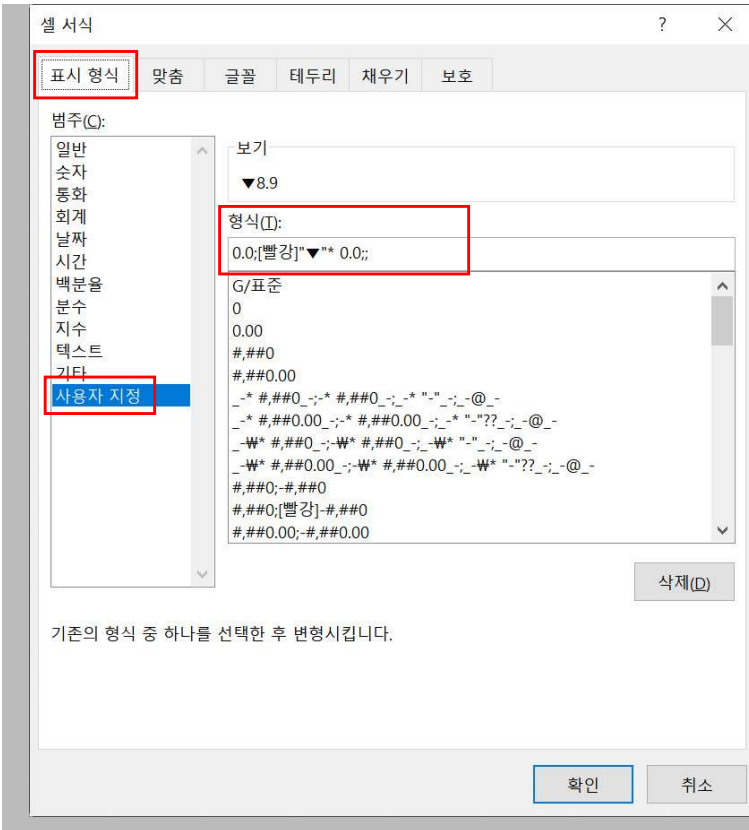 셀 서식 ? ×
표시 형식 맞춤 글꼴 테두리 채우기 보호
범주(C):
일반
숫자
통화
회계
날짜
시간
백분율
분수
지수
텍스트
기타
사용자 지정
보기
▼8.9
형식(T):
0.0;[빨강]"▼"* 0.0;;
G/표준
0
0.00
#,##0
#,##0.00
_-* #,##0_-;-* #,##0_-;_-* "-"_-;_-@_-
_-* #,##0.00_-;-* #,##0.00_-;_-* "-"??_-;_-@_-
_-₩* #,##0_-;-₩* #,##0_-;_-₩* "-"_-;_-@_-
_-₩* #,##0.00_-;-₩* #,##0.00_-;_-₩* "-"??_-;_-@_-
#,##0;-#,##0
#,##0;[빨강]-#,##0
#,##0.00;-#,##0.00
삭제(D)
기존의 형식 중 하나를 선택한 후 변형시킵니다.
확인 취소